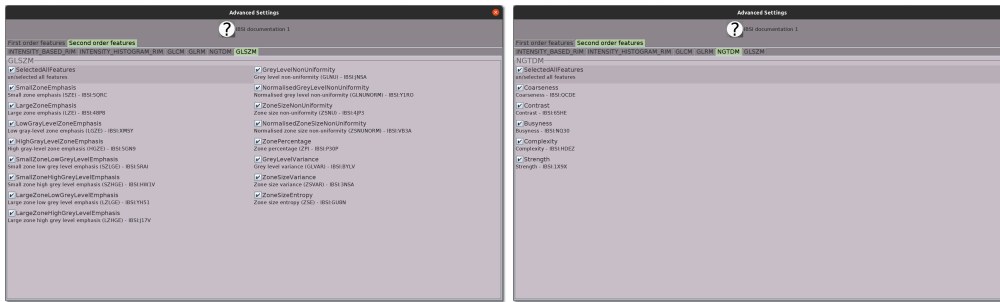 Advanced Settings
?
IBSI documentation 1
First order features Second order features
INTENSITY_BASED_RIM INTENSITY_HISTOGRAM_RIM GLCM GLRM NGTDM GLSZM
GLSZM
SelectedAllFeatures
un/selected all features
SmallZoneEmphasis
Small zone emphasis (SZE) - IBSI:5QRC
LargeZoneEmphasis
Large zone emphasis (LZE) - IBSI:48P8
LowGrayLevelZoneEmphasis
Low gray-level zone emphasis (LGZE) - IBSI:XMSY
HighGrayLevelZoneEmphasis
High gray-level zone emphasis (HGZE) - IBSI:5GN9
SmallZoneLowGreyLevelEmphasis
Small zone low grey level emphasis (SZLGE) - IBSI:5RAI
SmallZoneHighGreyLevelEmphasis
Small zone high grey level emphasis (SZHGE) - IBSI:HW1V
LargeZoneLowGreyLevelEmphasis
Large zone low grey level emphasis (LZLGE) - IBSI:YH51
LargeZoneHighGreyLevelEmphasis
Large zone high grey level emphasis (LZHGE) - IBSI:J17V
GreyLevelNonUniformity
Grey level non-uniformity (GLNU) - IBSI:JNSA
NormalisedGreyLevelNonUniformity
Normalised grey level non-uniformity (GLNUNORM) - IBSI:Y1RO
ZoneSizeNonUniformity
Zone size non-uniformity (ZSNU) - IBSI:4JP3
NormalisedZoneSizeNonUniformity
Normalised zone size non-uniformity (ZSNUNORM) - IBSI:VB3A
ZonePercentage
Zone percentage (ZP) - IBSI:P30P
GreyLevelVariance
Grey level variance (GLVAR) - IBSI:BYLV
ZoneSizeVariance
Zone size variance (ZSVAR) - IBSI:3NSA
ZoneSizeEntropy
Zone size entropy (ZSE) - IBSI:GU8N
Advanced Settings
?
IBSI documentation 1
First order features Second order features
INTENSITY_BASED_RIM INTENSITY_HISTOGRAM_RIM GLCM GLRM NGTDM GLSZM
NGTDM
SelectedAllFeatures
un/selected all features
Coarseness
Coarseness - IBSI:QCDE
Contrast
Contrast - IBSI:65HE
Busyness
Busyness - IBSI:NQ30
Complexity
Complexity - IBSI:HDEZ
Strength
Strength - IBSI:1X9X